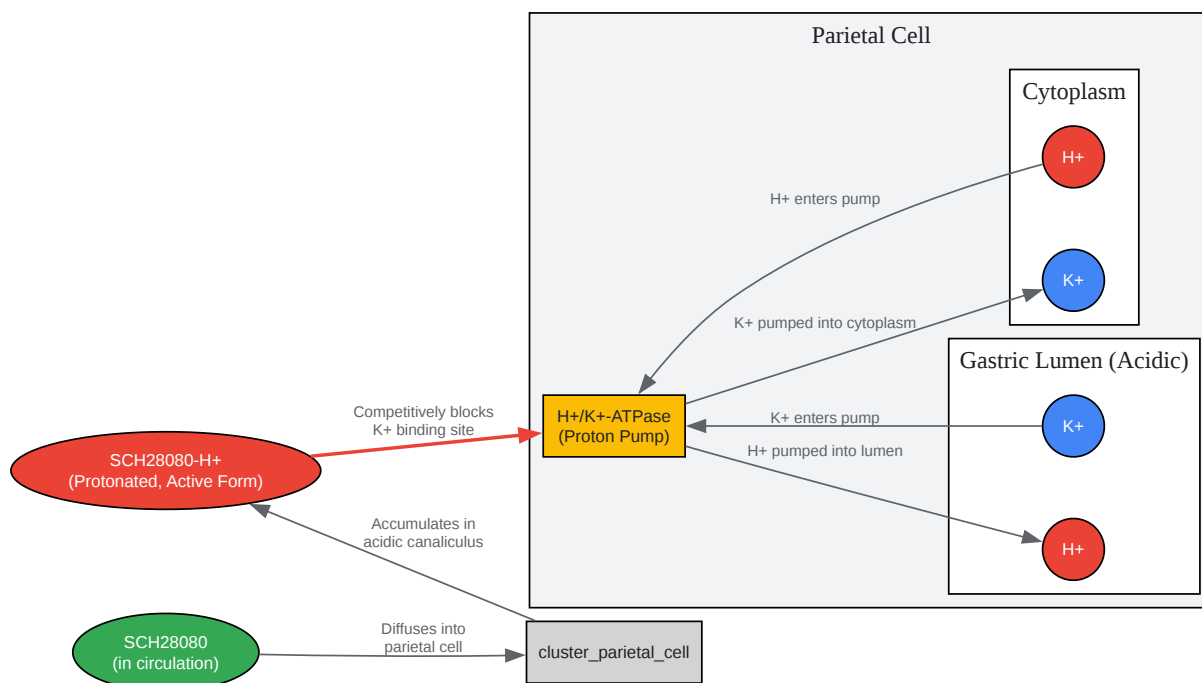 Parietal Cell
Cytoplasm
H+
H+ enters pump
K+
K+ pumped into cytoplasm
Gastric Lumen (Acidic)
H+/K+-ATPase
(Proton Pump)
K+ enters pump
K+
H+ pumped into lumen
H+
Competitively blocks
K+ binding site
SCH28080-H+
(Protonated, Active Form)
Accumulates in
acidic canaliculus
SCH28080
(in circulation)
Diffuses into
parietal cell
cluster_parietal_cell